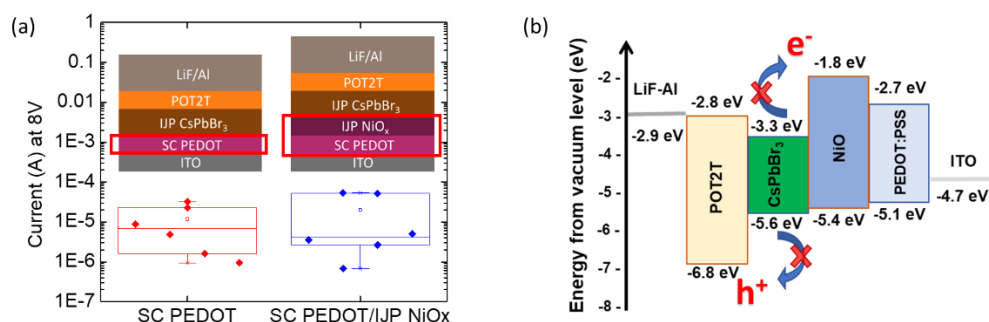 (a)
Current (A) at 8V
1
0.1
0.01
1E-3
1E-4
1E-5
1E-6
1E-7
LiF/Al
POT2T
IJP CsPbBr₃
SC PEDOT
ITO
LiF/Al
POT2T
IJP CsPbBr₃
IJP NiOₓ
SC PEDOT
ITO
SC PEDOT
SC PEDOT/IJP NiOx
(b)
Energy from vacuum level (eV)
-2 -
-3 -
-4 -
-5 -
-6 -
-7 -
-8 -
LiF-Al
-2.9 eV
-2.8 eV
POT2T
-6.8 eV
e⁻
-3.3 eV
CsPbBr₃
-5.6 eV
h⁺
-1.8 eV
NiO
-5.4 eV
-2.7 eV
PEDOT:PSS
-5.1 eV
ITO
-4.7 eV